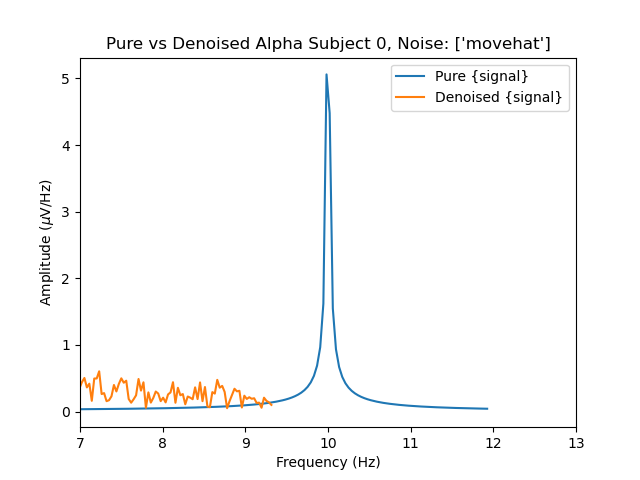 Pure vs Denoised Alpha Subject 0, Noise: ['movehat']
Pure {signal}
Denoised {signal}
Amplitude (μV/Hz)
5
4
3
2
1
0
7
8
9
10
11
12
13
Frequency (Hz)